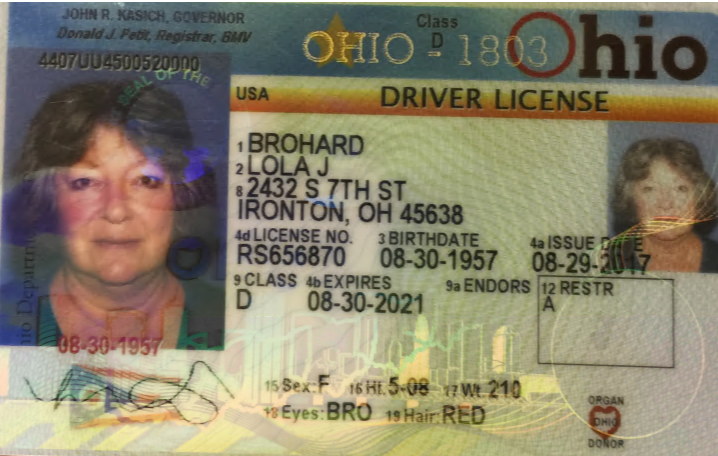 JOHN R. KASICH, GOVERNOR
Donald J. Petit, Registrar, BMV
Class
D
OHIO - 1803
Ohio
4407UU4500520000
SEAL OF THE
USA
DRIVER LICENSE
1 BROHARD
2 LOLA J
8 2432 S 7TH ST
IRONTON, OH 45638
4d LICENSE NO. 3 BIRTHDATE 4a ISSUE DATE
RS656870 08-30-1957 08-29-2017
9 CLASS 4b EXPIRES 9a ENDORS 12 RESTR
D 08-30-2021 A
08-30-1957
15 Sex: F 16 Ht. 5-08 17 Wt. 210
18 Eyes: BRO 19 Hair: RED
ORGAN
OHIO
DONOR